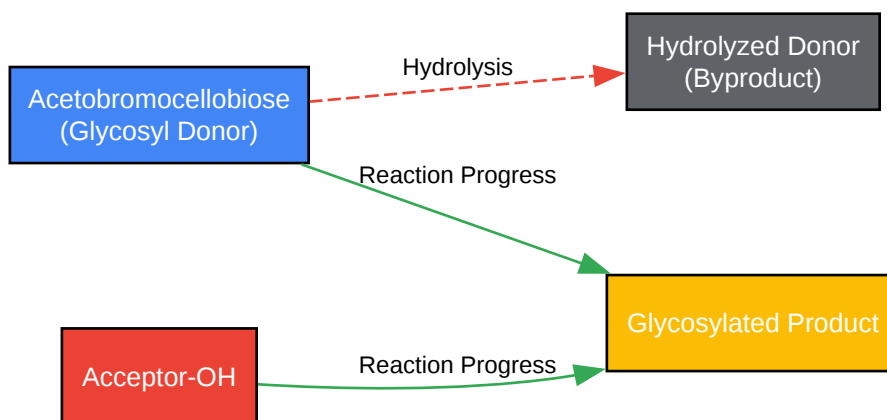 Acetobromocellobiose
(Glycosyl Donor)
Hydrolysis
Hydrolyzed Donor
(Byproduct)
Reaction Progress
Glycosylated Product
Acceptor-OH
Reaction Progress